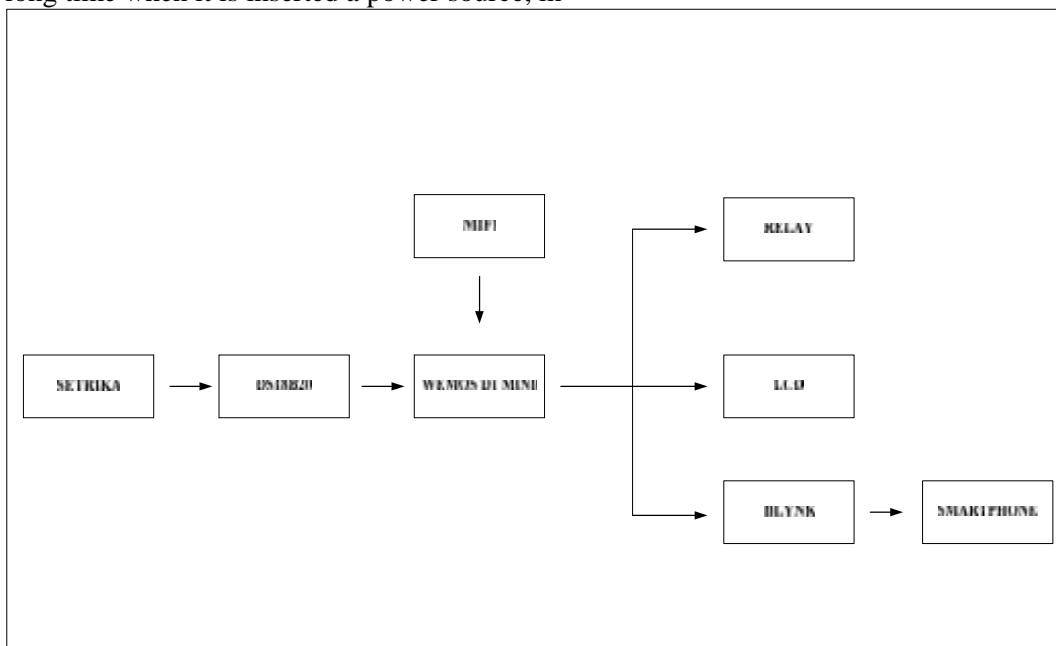 long time when it is inserted a power source, in
MIFI
RELAY
SETRIKA
DS18B20
WEMOS D1 MINI
LCD
BLYNK
SMARTPHONE